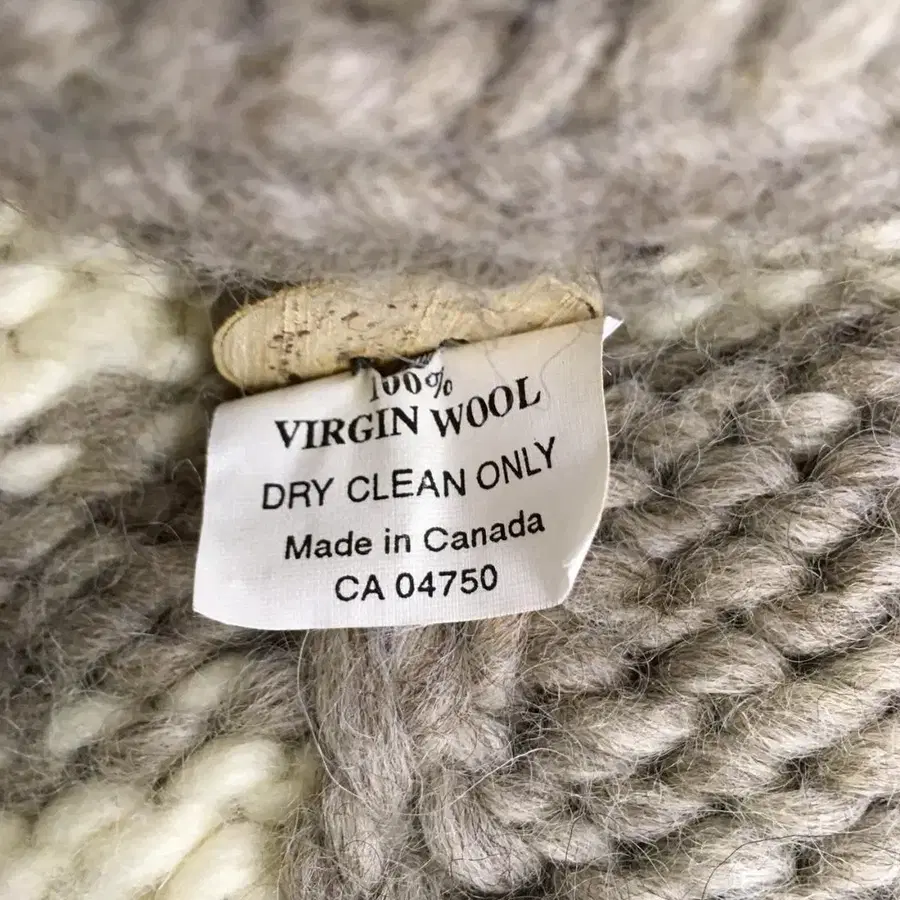 100%
VIRGIN WOOL
DRY CLEAN ONLY
Made in Canada
CA 04750